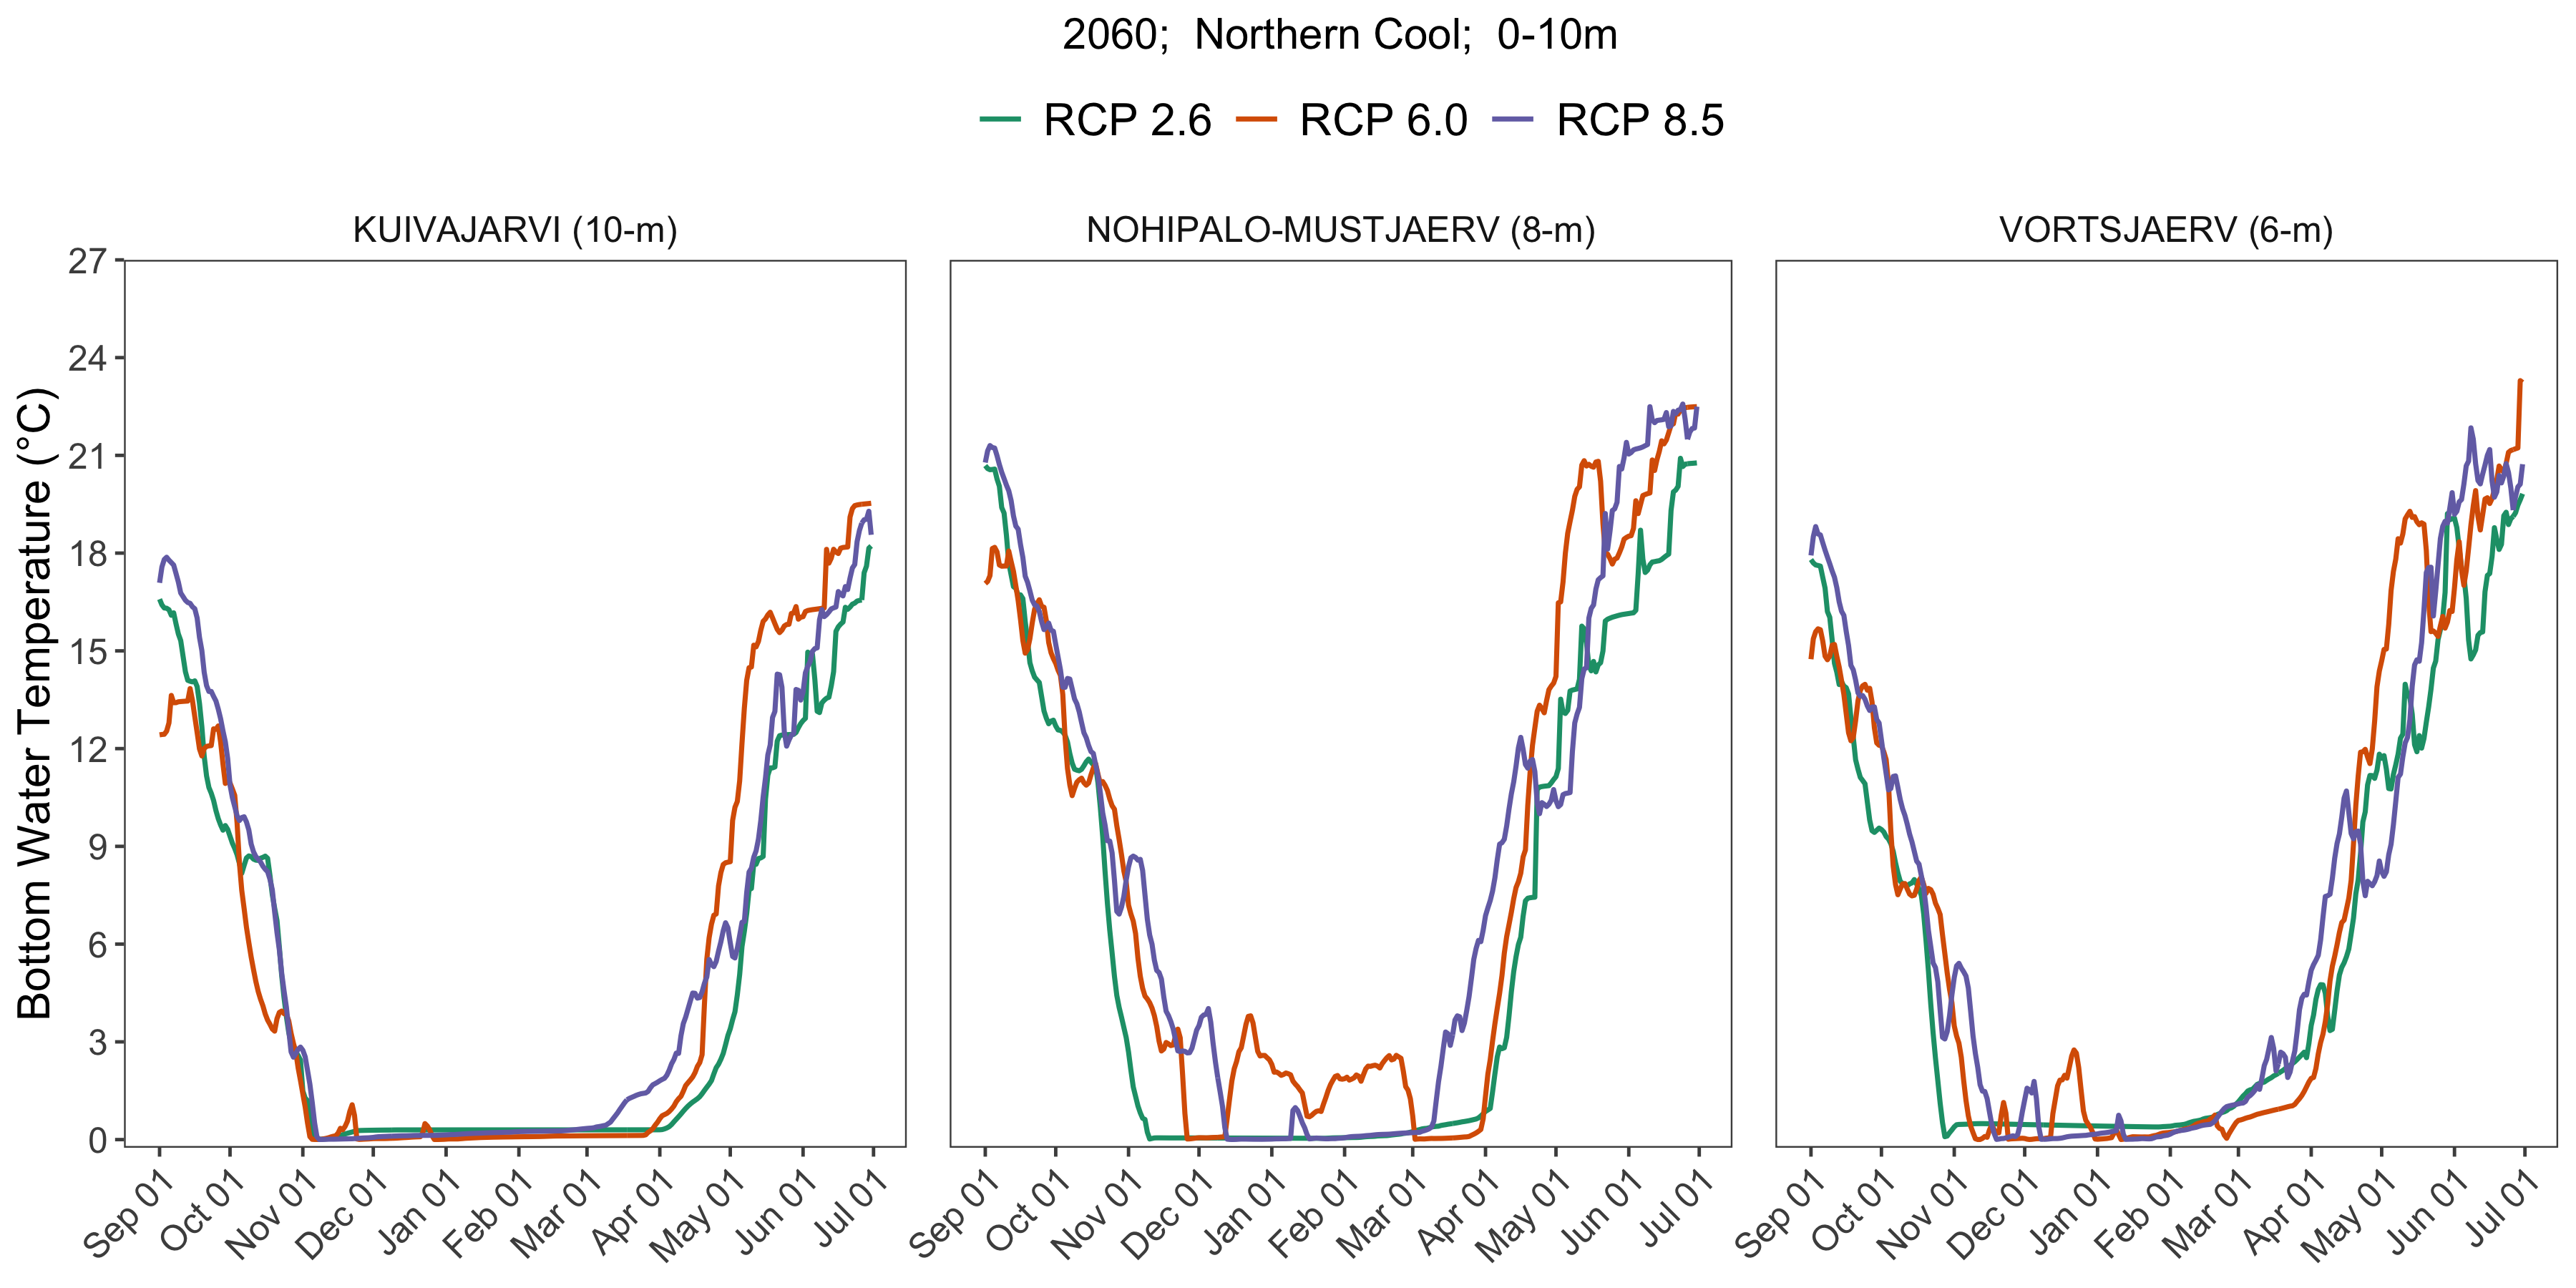 2060;  Northern Cool;  0-10m
RCP 2.6 RCP 6.0 RCP 8.5
KUIVAJARVI (10-m) NOHIPALO-MUSTJAERV (8-m) VORTSJAERV (6-m)
Bottom Water Temperature (°C)
27
24
21
18
15
12
9
6
3
0
Sep 01 Oct 01 Nov 01 Dec 01 Jan 01 Feb 01 Mar 01 Apr 01 May 01 Jun 01 Jul 01
Sep 01 Oct 01 Nov 01 Dec 01 Jan 01 Feb 01 Mar 01 Apr 01 May 01 Jun 01 Jul 01
Sep 01 Oct 01 Nov 01 Dec 01 Jan 01 Feb 01 Mar 01 Apr 01 May 01 Jun 01 Jul 01